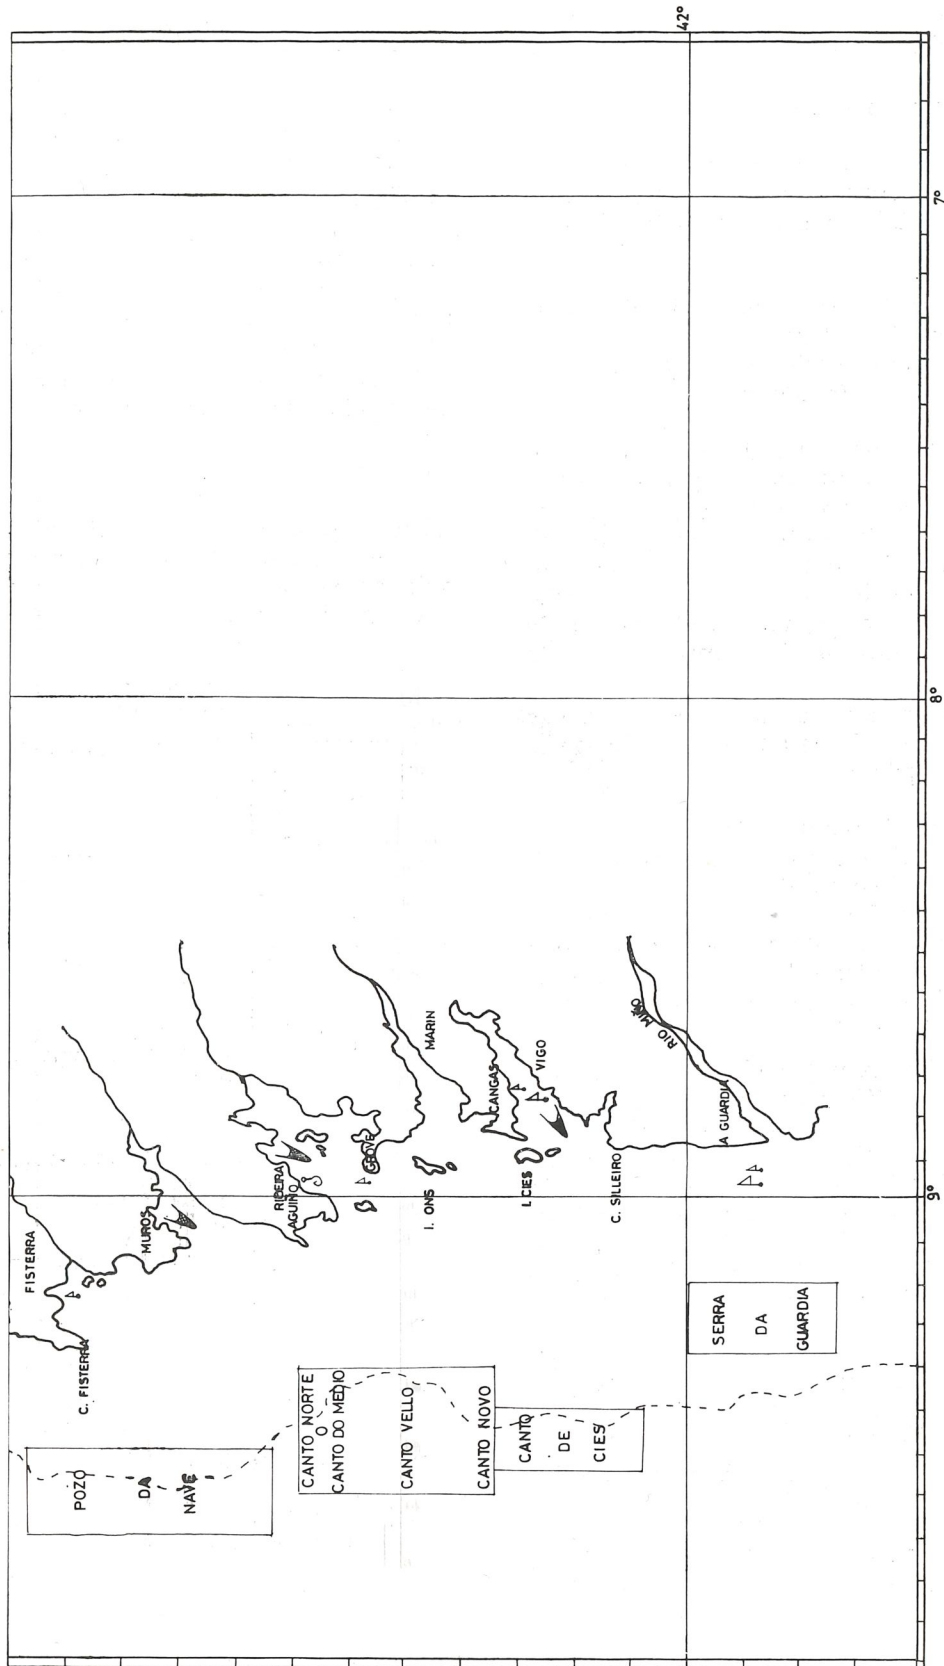 42°
7°
8°
9°
FISTERRA
C. FISTERRA
MUROS
RIBEIRA
AGUIÑO
GROVE
I. ONS
MARIN
CANGAS
VIGO
I. CIES
C. SILLEIRO
RIO MIÑO
A GUARDIA
POZO
DA
NAVE
CANTO NORTE
O
CANTO DO MEDIO
CANTO VELLO
CANTO NOVO
CANTO
DE
CIES
SERRA
DA
GUARDIA